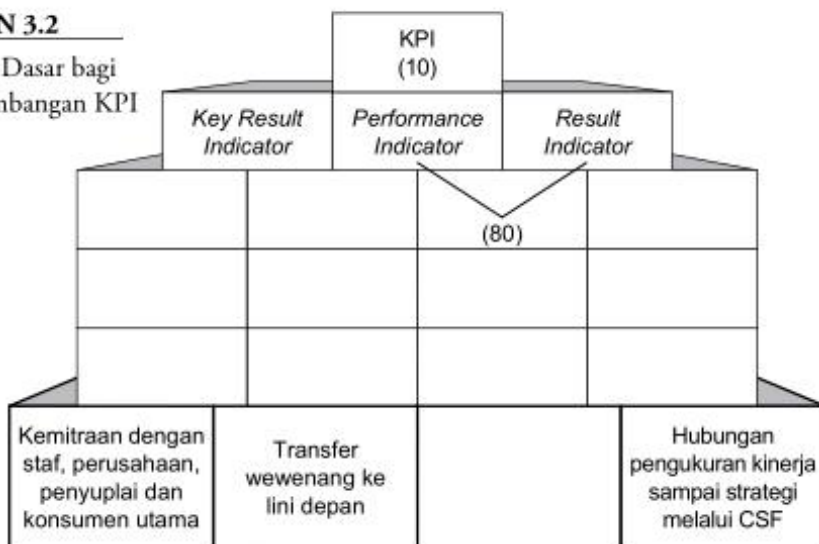 N 3.2
Dasar bagi
mbangan KPI
KPI
(10)
Key Result
Indicator
Performance
Indicator
Result
Indicator
(80)
Kemitraan dengan
staf, perusahaan,
penyuplai dan
konsumen utama
Transfer
wewenang ke
lini depan
Hubungan
pengukuran kinerja
sampai strategi
melalui CSF